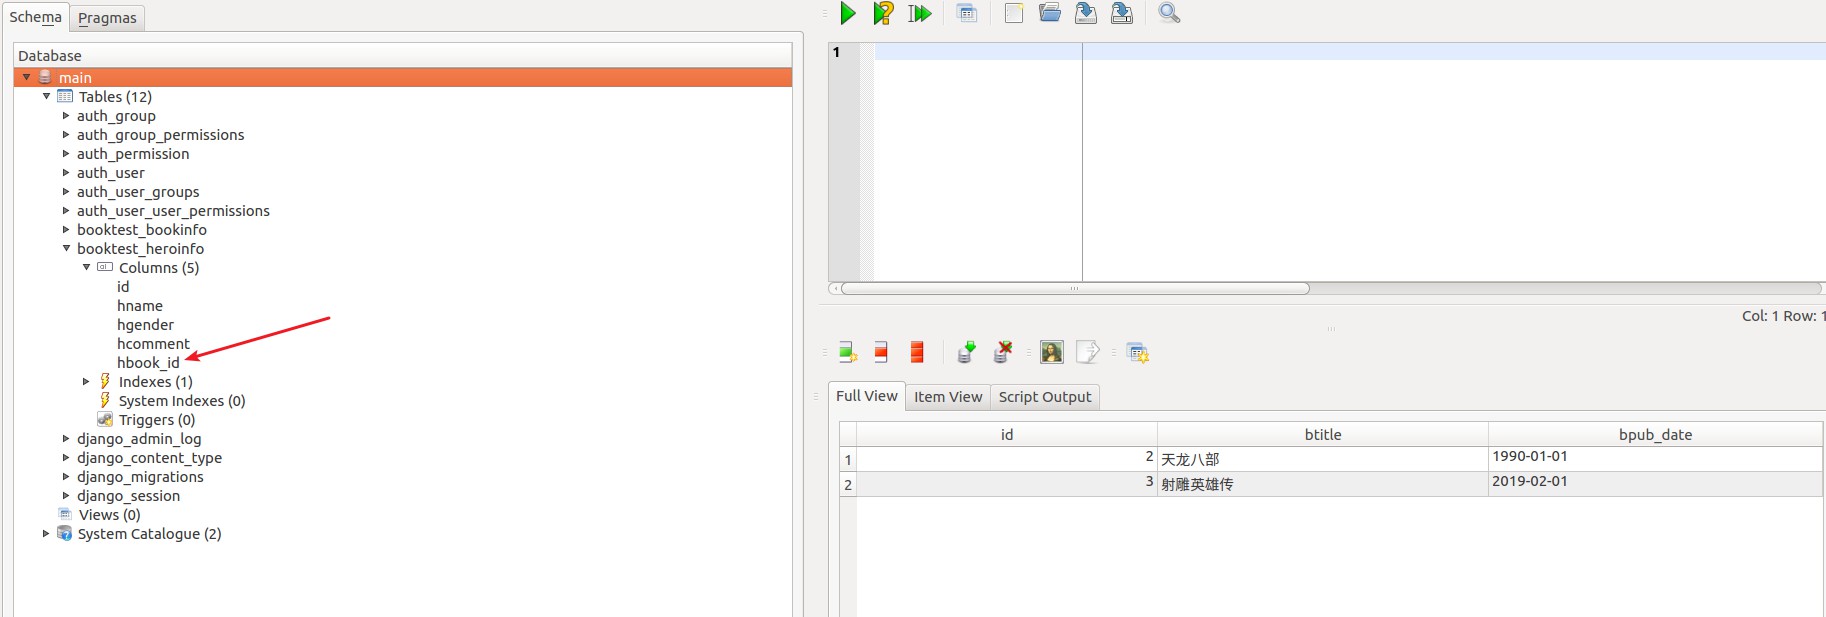 Schema Pragmas
Database
main
Tables (12)
auth_group
auth_group_permissions
auth_permission
auth_user
auth_user_groups
auth_user_user_permissions
booktest_bookinfo
booktest_heroinfo
Columns (5)
id
hname
hgender
hcomment
hbook_id
Indexes (1)
System Indexes (0)
Triggers (0)
django_admin_log
django_content_type
django_migrations
django_session
Views (0)
System Catalogue (2)
1
Col: 1 Row: 1
Full View Item View Script Output
id btitle bpub_date
1 2 天龙八部 1990-01-01
2 3 射雕英雄传 2019-02-01